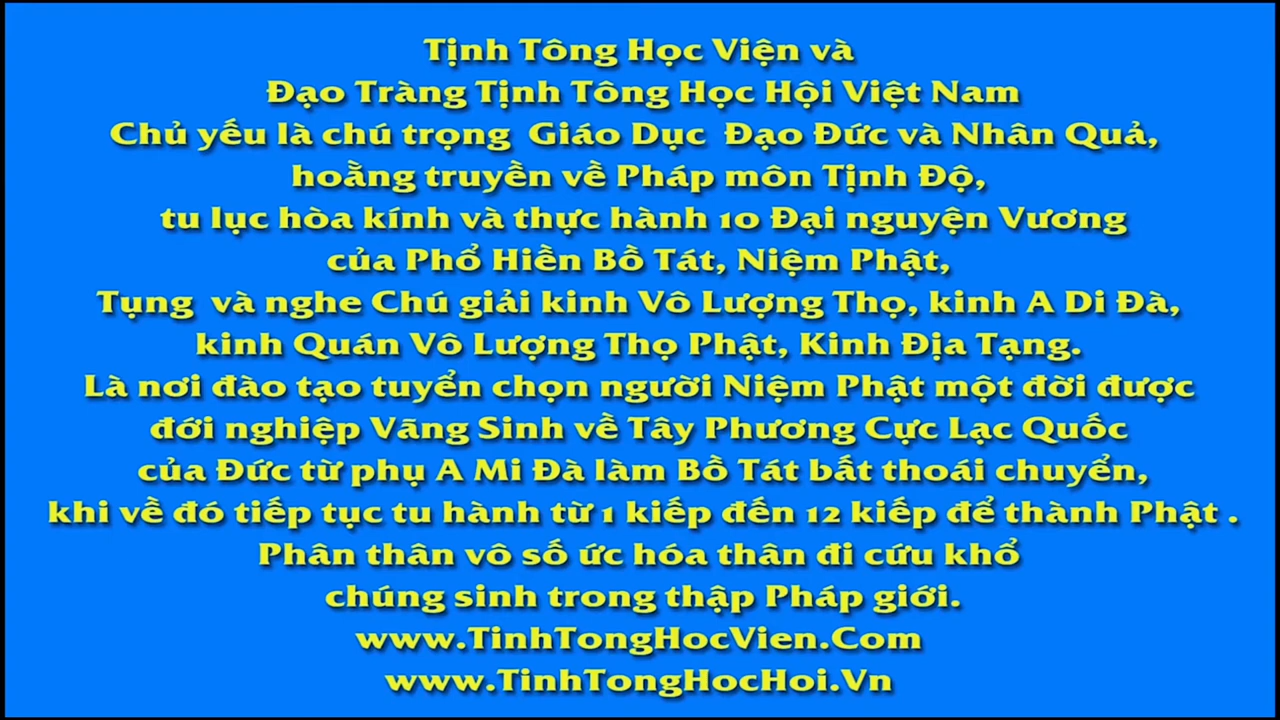 Tịnh Tông Học Viện và
Đạo Tràng Tịnh Tông Học Hội Việt Nam
Chủ yếu là chú trọng Giáo Dục Đạo Đức và Nhân Quả,
hoằng truyền về Pháp môn Tịnh Độ,
tu lục hòa kính và thực hành 10 Đại nguyện Vương
của Phổ Hiền Bồ Tát, Niệm Phật,
Tụng và nghe Chú giải kinh Vô Lượng Thọ, kinh A Di Đà,
kinh Quán Vô Lượng Thọ Phật, Kinh Địa Tạng.
Là nơi đào tạo tuyển chọn người Niệm Phật một đời được
đới nghiệp Vãng Sinh về Tây Phương Cực Lạc Quốc
của Đức từ phụ A Mi Đà làm Bồ Tát bất thoái chuyển,
khi về đó tiếp tục tu hành từ 1 kiếp đến 12 kiếp để thành Phật .
Phân thân vô số ức hóa thân đi cứu khổ
chúng sinh trong thập Pháp giới.
www.TinhTongHocVien.Com
www.TinhTongHocHoi.Vn